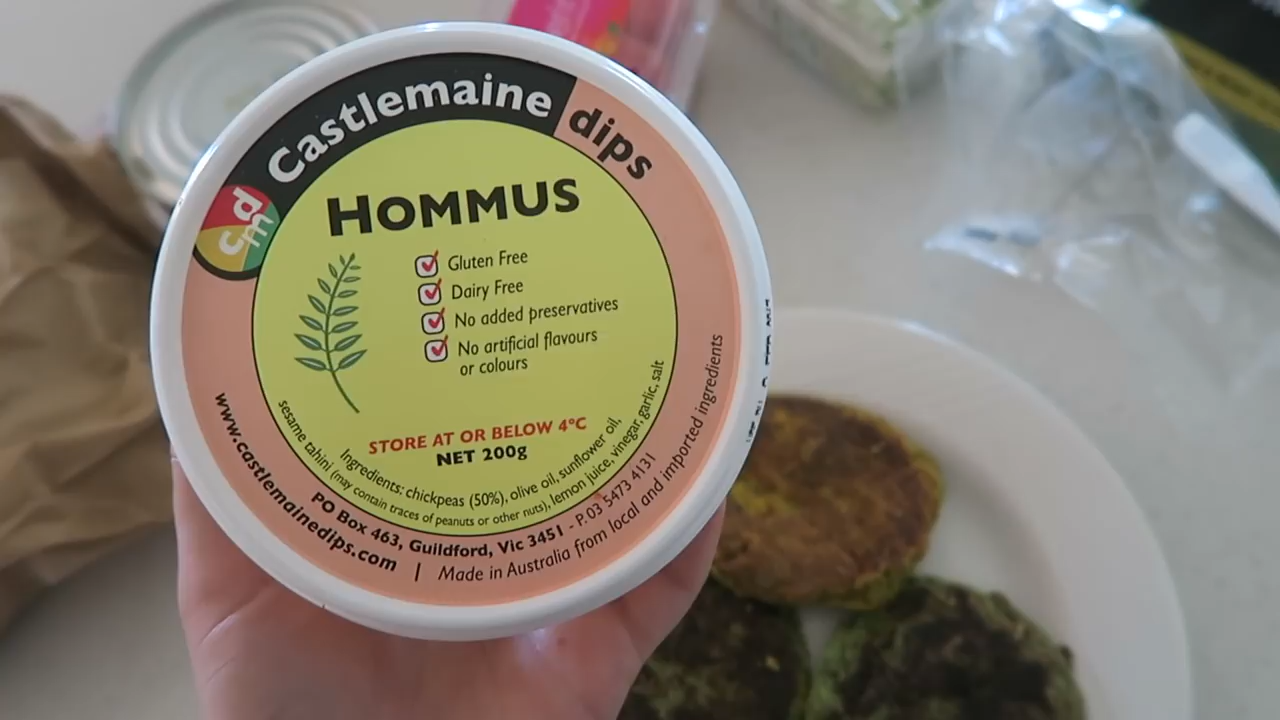 Castlemaine dips
cmd
HOMMUS
Gluten Free
Dairy Free
No added preservatives
No artificial flavours
or colours
STORE AT OR BELOW 4°C
NET 200g
Ingredients: chickpeas (50%), olive oil, sunflower oil,
sesame tahini (may contain traces of peanuts or other nuts), lemon juice, vinegar, garlic, salt
PO Box 463, Guildford, Vic 3451 - P.03 5473 4131
www.castlemainedips.com | Made in Australia from local and imported ingredients